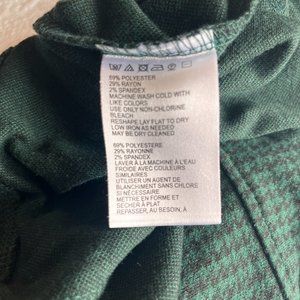 69% POLYESTER
29% RAYON
2% SPANDEX
MACHINE WASH COLD WITH
LIKE COLORS
USE ONLY NON-CHLORINE
BLEACH
RESHAPE LAY FLAT TO DRY
LOW IRON AS NEEDED
MAY BE DRY CLEANED
69% POLYESTERE
29% RAYONNE
2% SPANDEX
LAVER À LA MACHINE À L'EAU
FROIDE AVEC COULEURS
SIMILAIRES
UTILISER UN AGENT DE
BLANCHIMENT SANS CHLORE
SI NÉCESSAIRE
METTRE EN FORME ET
SÉCHER À PLAT
REPASSER, AU BESOIN, À